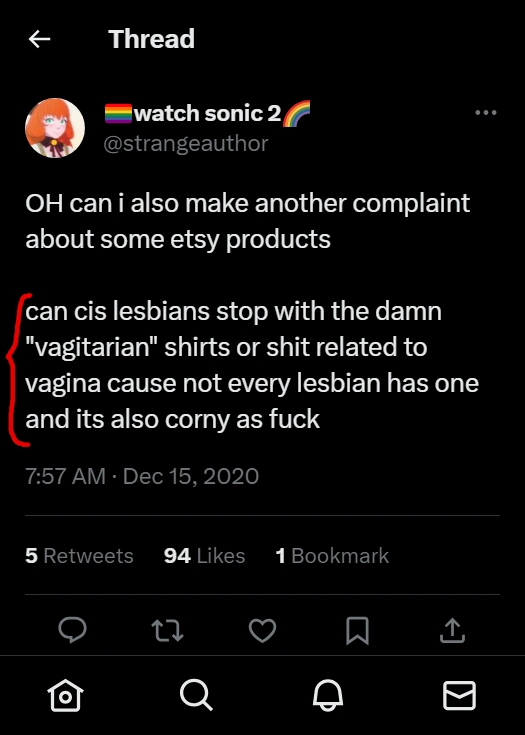 Thread
🏳️‍🌈watch sonic 2🌈
@strangeauthor
OH can i also make another complaint
about some etsy products
can cis lesbians stop with the damn
"vagitarian" shirts or shit related to
vagina cause not every lesbian has one
and its also corny as fuck
7:57 AM · Dec 15, 2020
5 Retweets 94 Likes 1 Bookmark